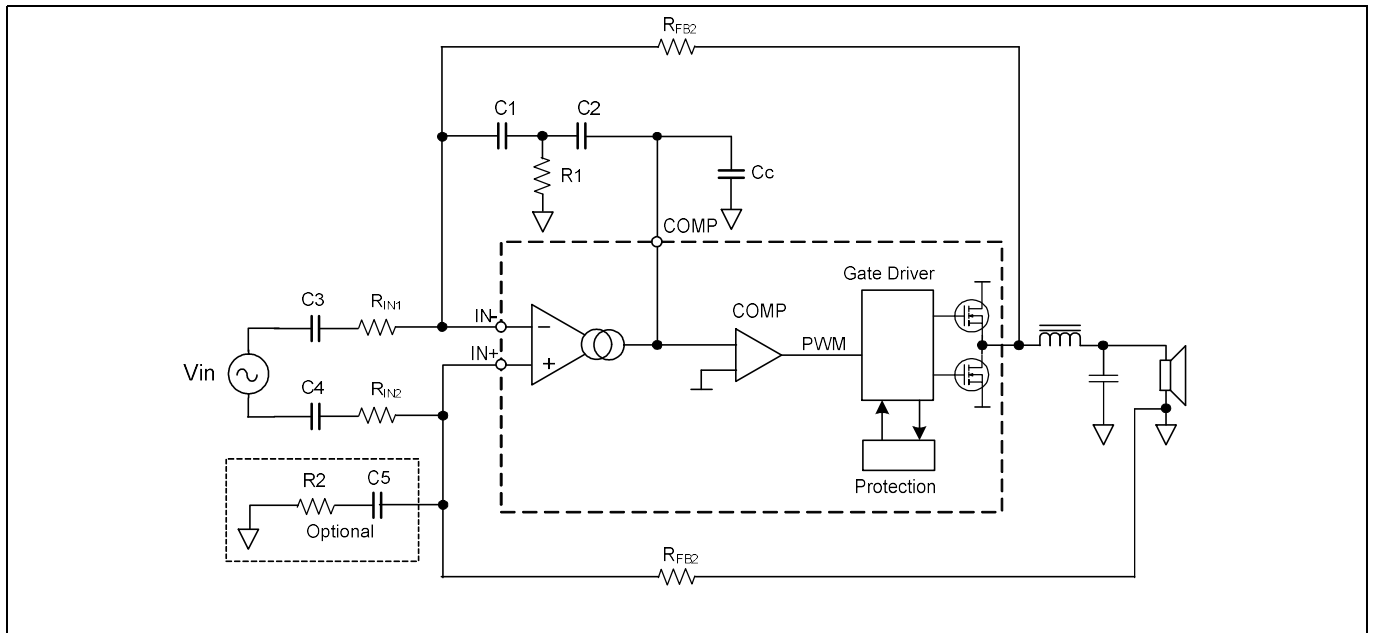 RFB2
C1
C2
R1
Cc
COMP
Gate Driver
C3
RIN1
IN-
COMP
PWM
IN+
Vin
C4
RIN2
R2
C5
Optional
Protection
RFB2